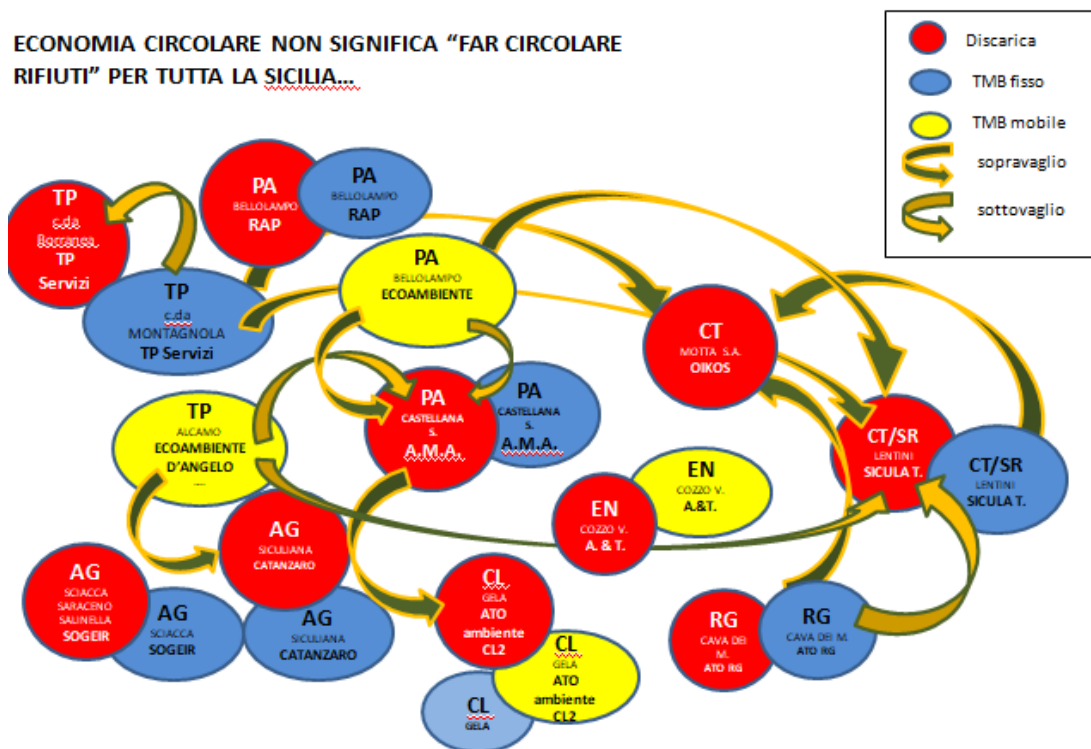 ECONOMIA CIRCOLARE NON SIGNIFICA “FAR CIRCOLARE
RIFIUTI” PER TUTTA LA SICILIA...
Discarica
TMB fisso
TMB mobile
sopravaglio
sottovaglio
TP
c.da
Borranea
TP
Servizi
PA
BELLOLAMPO
RAP
PA
BELLOLAMPO
RAP
TP
c.da
MONTAGNOLA
TP Servizi
PA
BELLOLAMPO
ECOAMBIENTE
CT
MOTTA S.A.
OIKOS
TP
ALCAMO
ECOAMBIENTE
D’ANGELO
....
PA
CASTELLANA
S.
A.M.A.
PA
CASTELLANA
S.
A.M.A.
CT/SR
LENTINI
SICULA T.
CT/SR
LENTINI
SICULA T.
EN
COZZO V.
A. & T.
EN
COZZO V.
A.&T.
AG
SICULIANA
CATANZARO
AG
SCIACCA
SARACENO
SALINELLA
SOGEIR
AG
SCIACCA
SOGEIR
AG
SICULIANA
CATANZARO
CL
GELA
ATO
ambiente
CL2
CL
GELA
ATO
ambiente
CL2
CL
GELA
RG
CAVA DEI
M.
ATO RG
RG
CAVA DEI M.
ATO RG